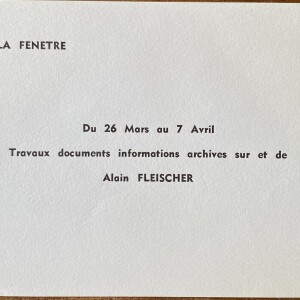 LA FENETRE
Du 26 Mars au 7 Avril
Travaux documents informations archives sur et de
Alain FLEISCHER